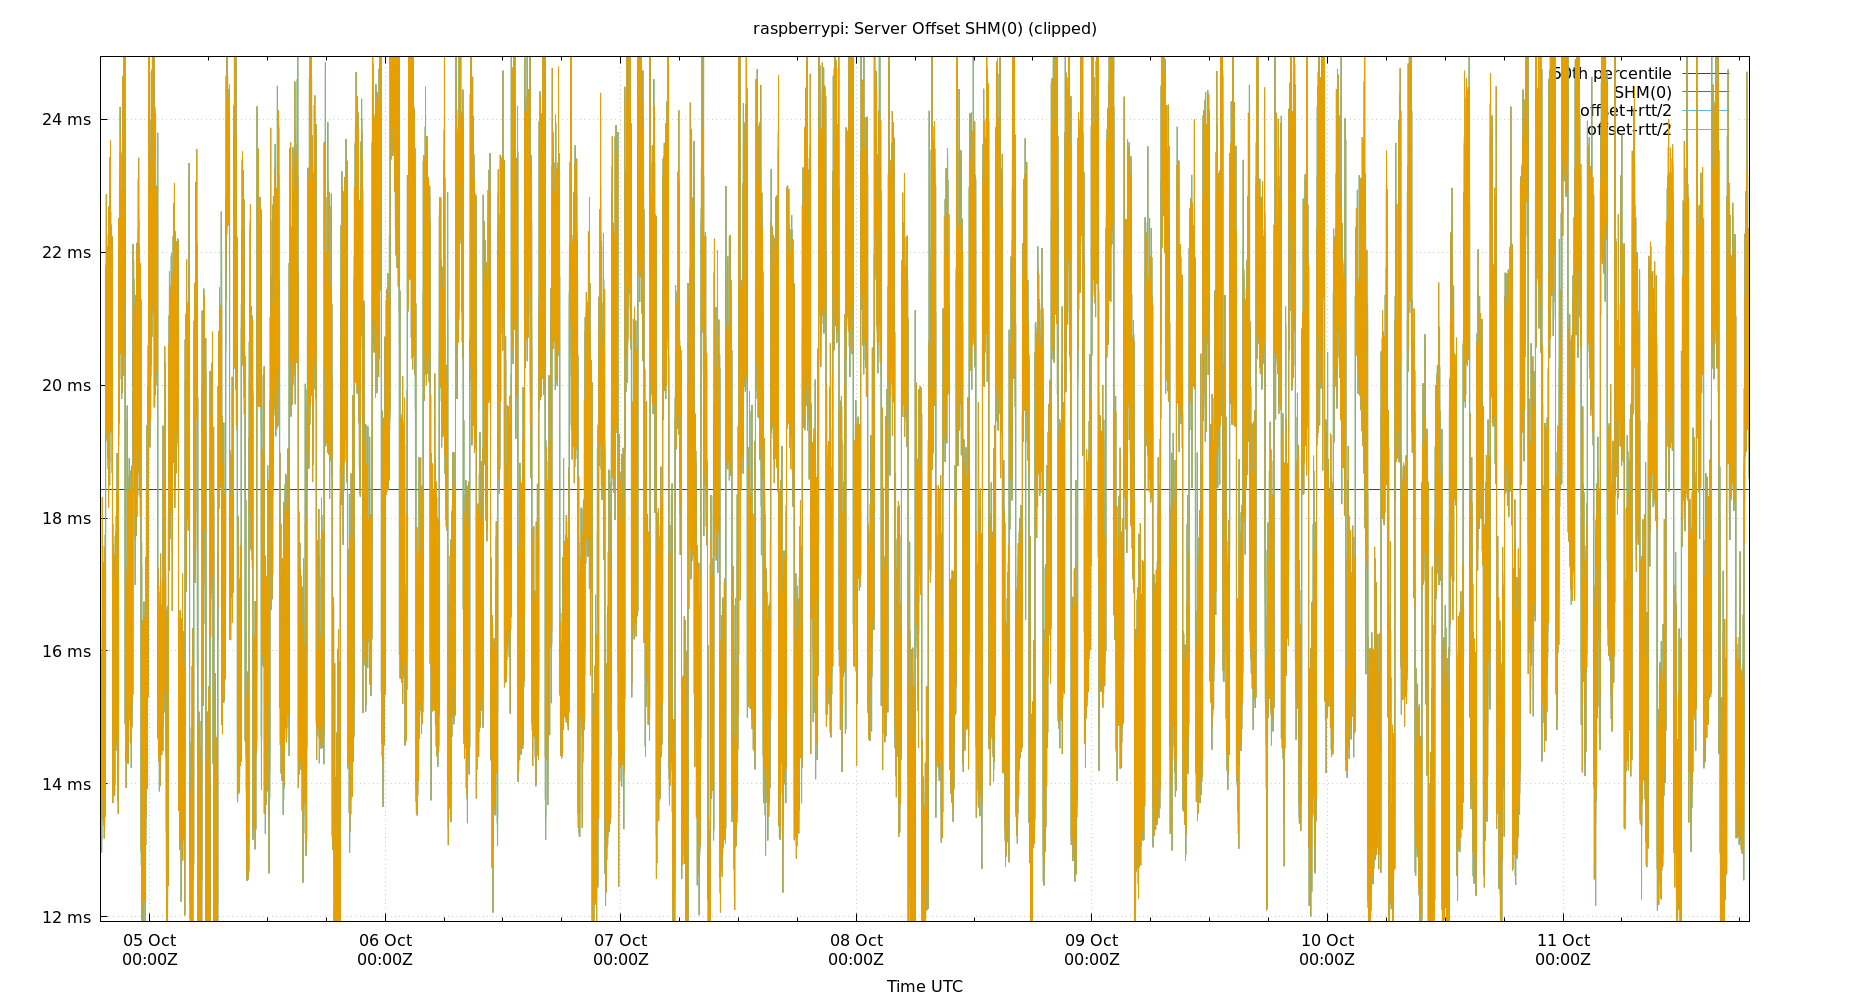 raspberrypi: Server Offset SHM(0) (clipped)
50th percentile
SHM(0)
offset+rtt/2
offset-rtt/2
24 ms
22 ms
20 ms
18 ms
16 ms
14 ms
12 ms
05 Oct 06 Oct 07 Oct 08 Oct 09 Oct 10 Oct 11 Oct
00:00Z 00:00Z 00:00Z 00:00Z 00:00Z 00:00Z 00:00Z
Time UTC